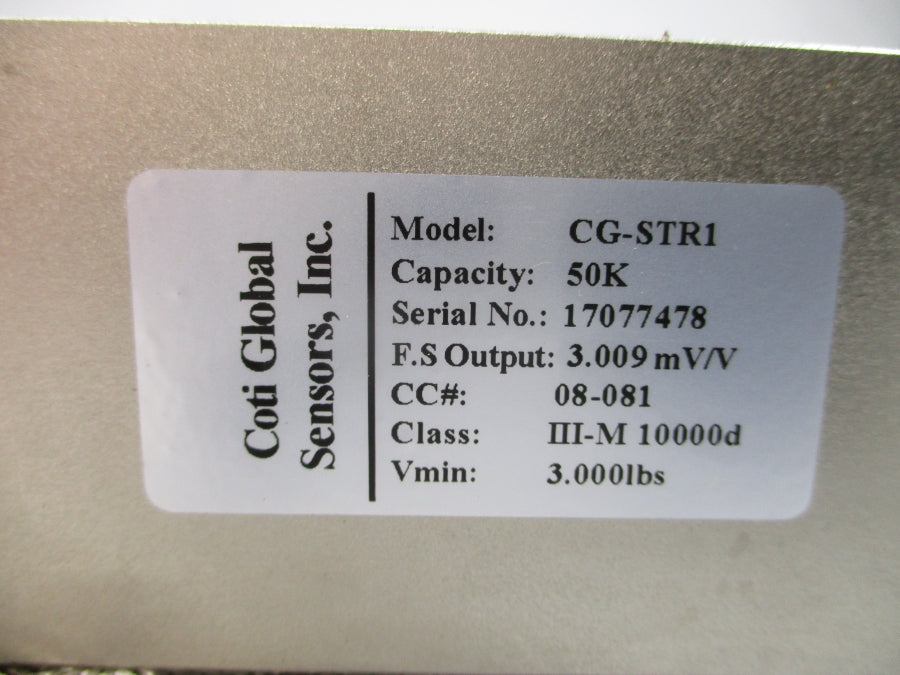 Coti Global
Sensors, Inc.
Model: CG-STR1
Capacity: 50K
Serial No.: 17077478
F.S Output: 3.009 mV/V
CC#: 08-081
Class: III-M 10000d
Vmin: 3.000lbs